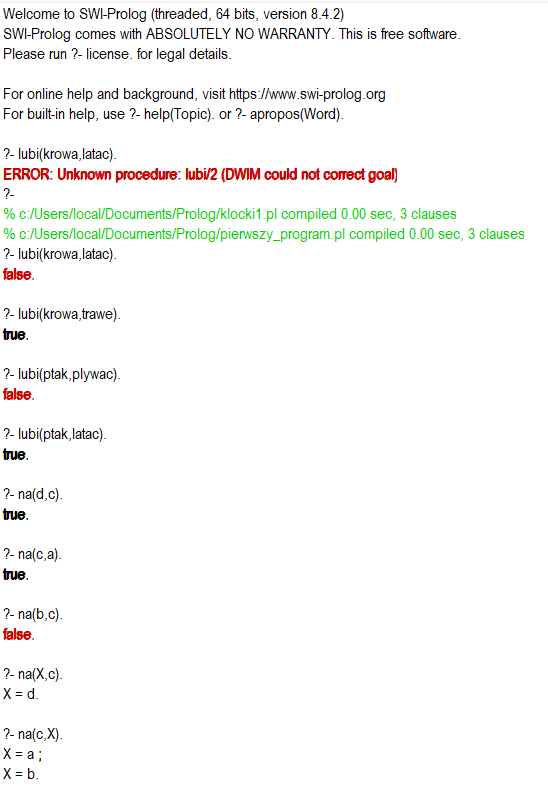 Welcome to SWI-Prolog (threaded, 64 bits, version 8.4.2)
SWI-Prolog comes with ABSOLUTELY NO WARRANTY. This is free software.
Please run ?- license. for legal details.
For online help and background, visit https://www.swi-prolog.org
For built-in help, use ?- help(Topic). or ?- apropos(Word).
?- lubi(krowa,latac).
ERROR: Unknown procedure: lubi/2 (DWIM could not correct goal)
?-
% c:/Users/local/Documents/Prolog/klocki1.pl compiled 0.00 sec, 3 clauses
% c:/Users/local/Documents/Prolog/pierwszy_program.pl compiled 0.00 sec, 3 clauses
?- lubi(krowa,latac).
false.
?- lubi(krowa,trawe).
true.
?- lubi(ptak,plywac).
false.
?- lubi(ptak,latac).
true.
?- na(d,c).
true.
?- na(c,a).
true.
?- na(b,c).
false.
?- na(X,c).
X = d.
?- na(c,X).
X = a ;
X = b.